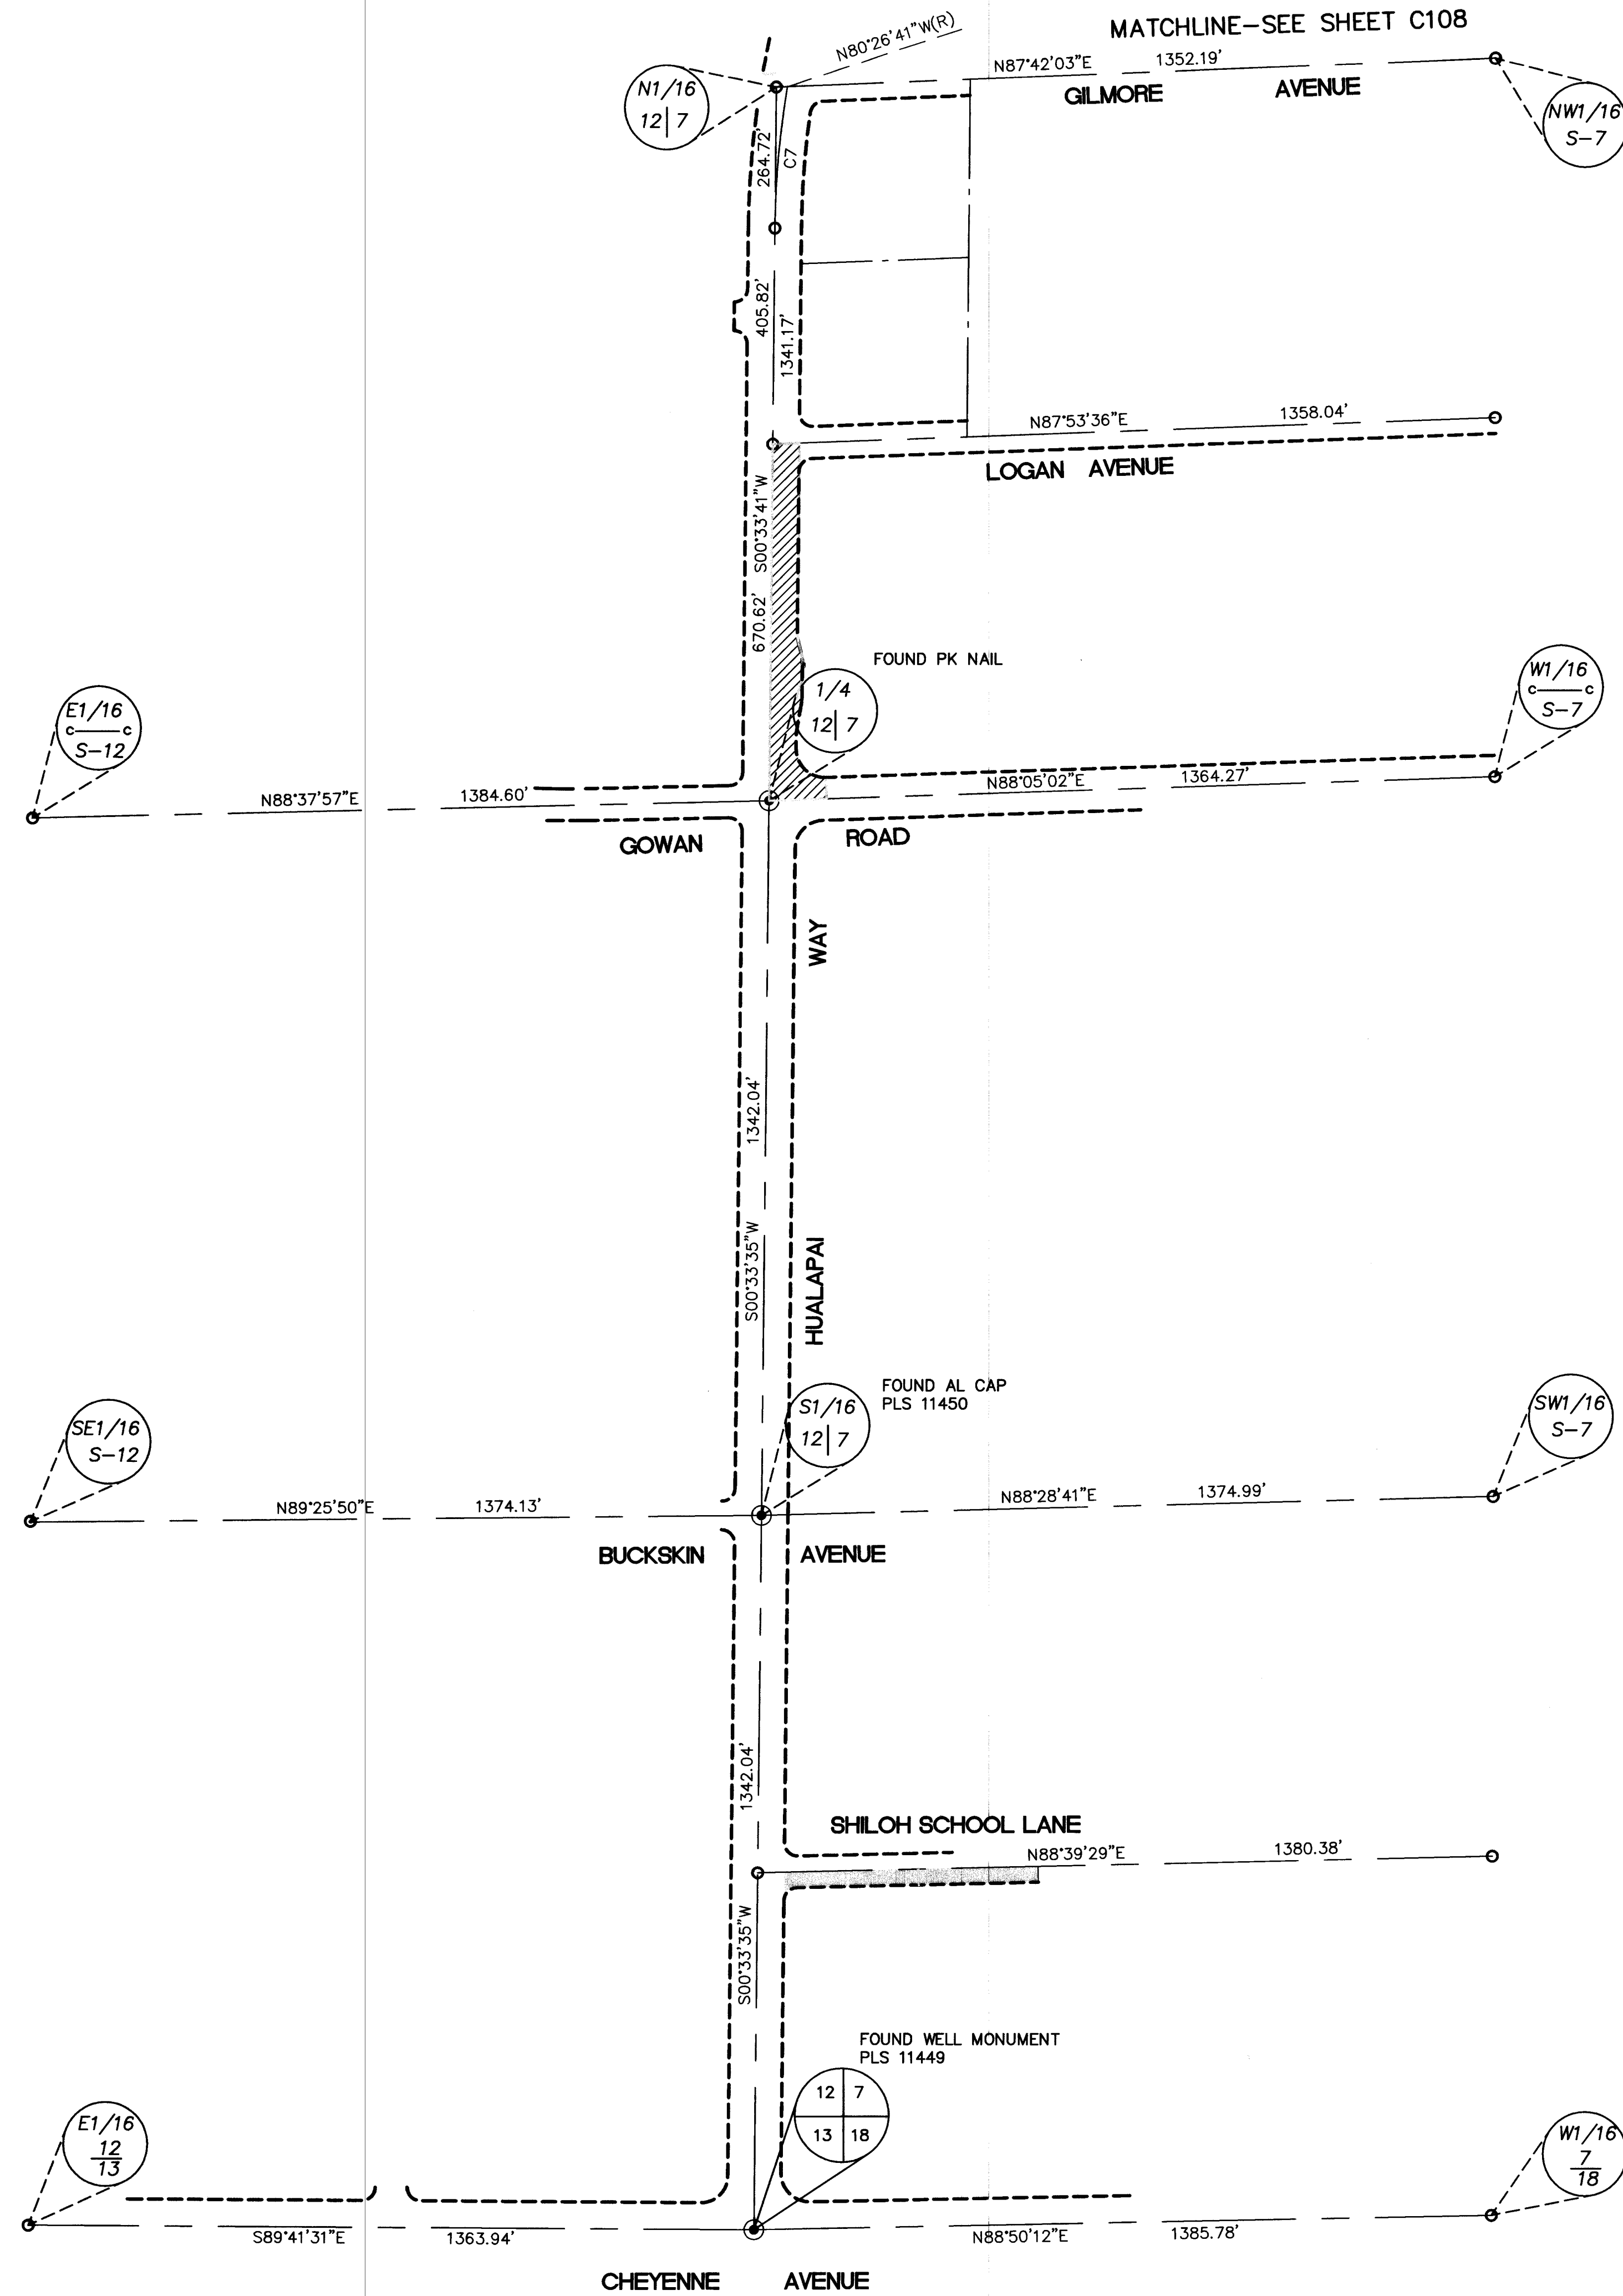 MATCHLINE-SEE SHEET C108
N80°26'41"W(R)
N87°42'03"E 1352.19'
GILMORE AVENUE
N1/16
12|7
NW1/16
S-7
264.72'
C7
405.82'
1341.17'
N87°53'36"E 1358.04'
LOGAN AVENUE
S00°33'41"W
670.62'
FOUND PK NAIL
1/4
12|7
E1/16
C C
S-12
W1/16
C C
S-7
N88°37'57"E 1384.60'
N88°05'02"E 1364.27'
GOWAN ROAD
WAY
1342.04'
S00°33'35"W
HUALAPAI
FOUND AL CAP
PLS 11450
S1/16
12|7
SE1/16
S-12
SW1/16
S-7
N89°25'50"E 1374.13'
N88°28'41"E 1374.99'
BUCKSKIN AVENUE
1342.04'
SHILOH SCHOOL LANE
N88°39'29"E 1380.38'
S00°33'35"W
FOUND WELL MONUMENT
PLS 11449
12 7
13 18
E1/16
12
13
W1/16
7
18
S89°41'31"E 1363.94'
N88°50'12"E 1385.78'
CHEYENNE AVENUE